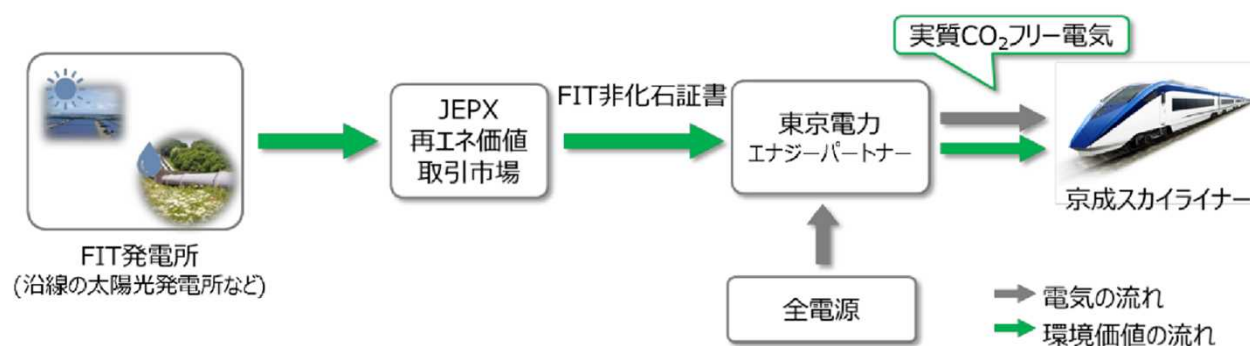 実質CO₂フリー電気
FIT発電所
(沿線の太陽光発電所など)
JEPX
再エネ価値
取引市場
FIT非化石証書
東京電力
エナジーパートナー
全電源
京成スカイライナー
電気の流れ
環境価値の流れ